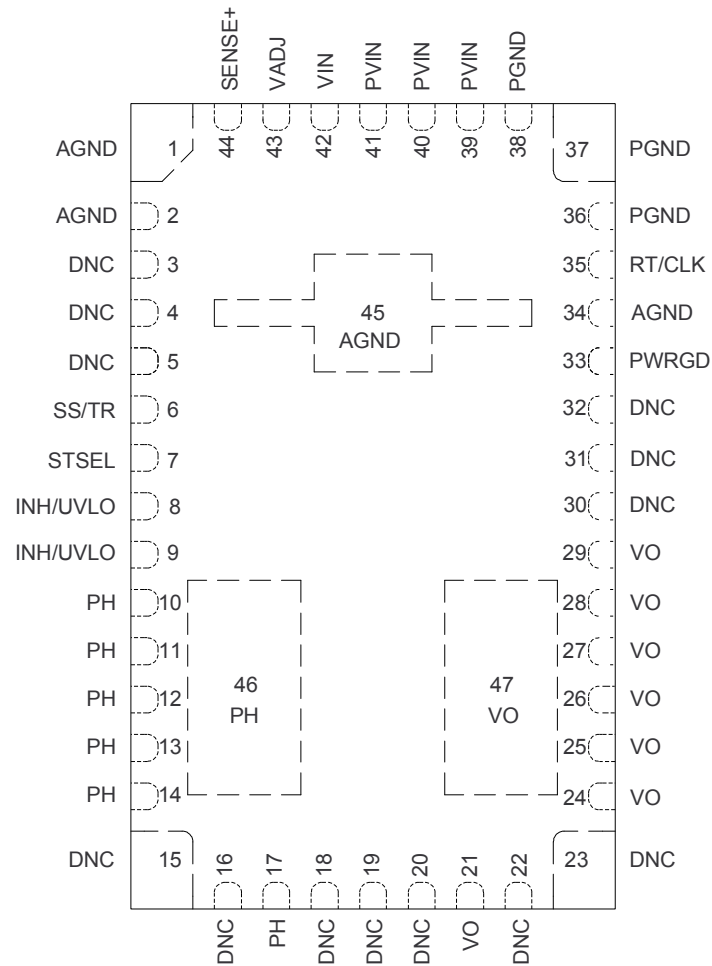 SENSE+ VADJ VIN PVIN PVIN PVIN PGND
44 43 42 41 40 39 38
AGND 1 37 PGND
AGND 2 36 PGND
DNC 3 35 RT/CLK
DNC 4 34 AGND
45
AGND
DNC 5 33 PWRGD
SS/TR 6 32 DNC
STSEL 7 31 DNC
INH/UVLO 8 30 DNC
INH/UVLO 9 29 VO
PH 10 28 VO
PH 11 27 VO
46
PH
47
VO
PH 12 26 VO
PH 13 25 VO
PH 14 24 VO
DNC 15 23 DNC
16 17 18 19 20 21 22
DNC PH DNC DNC DNC VO DNC